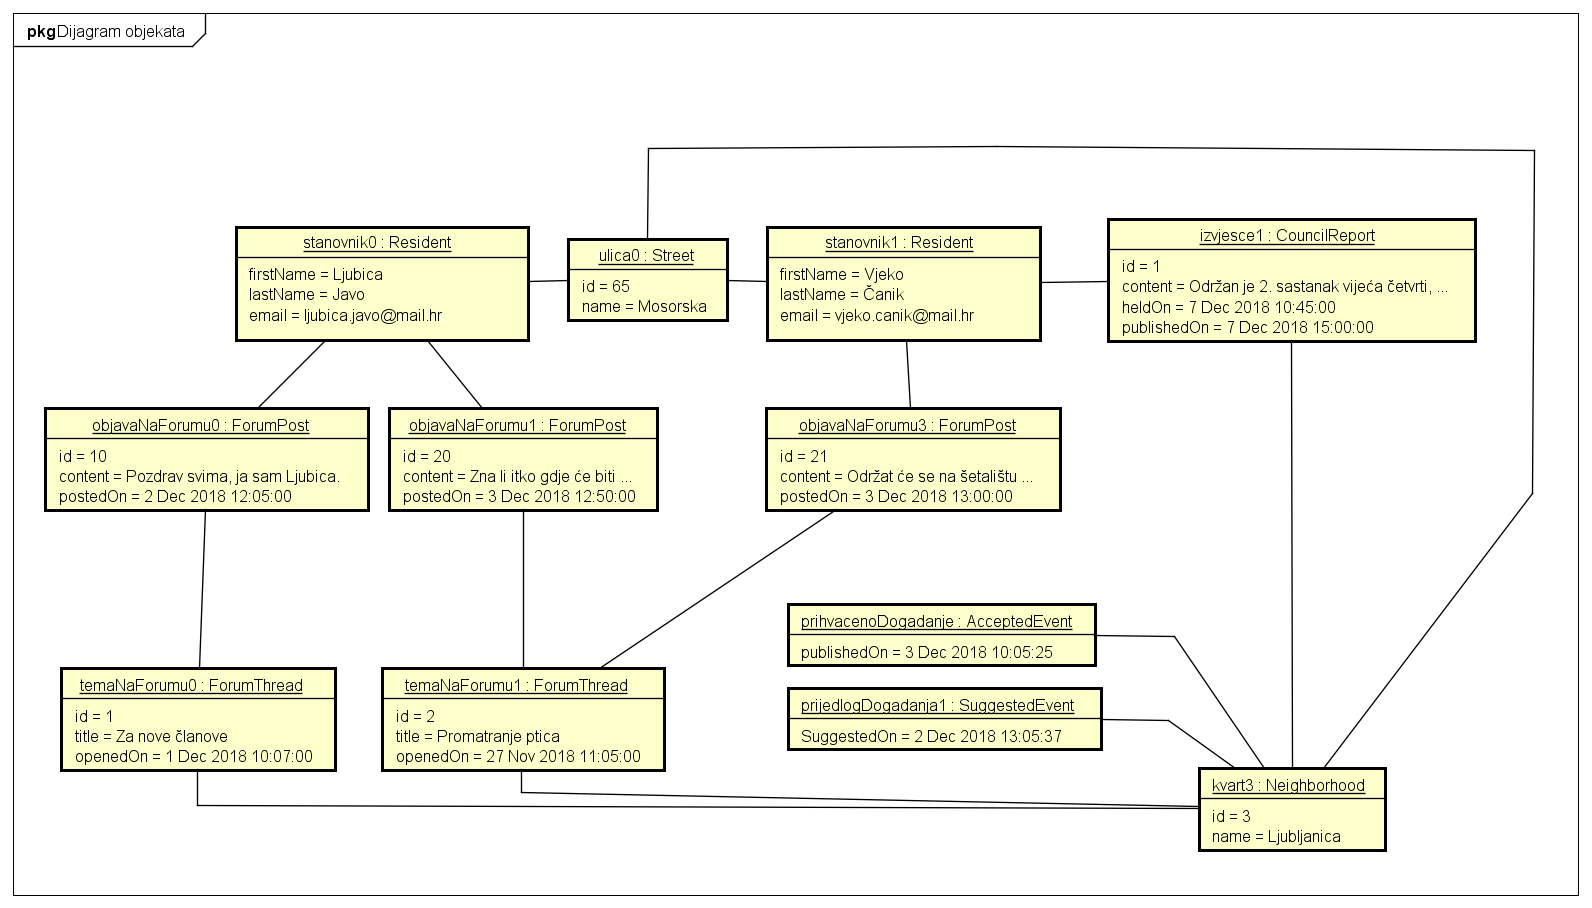 pkg Dijagram objekata
stanovnik0 : Resident
firstName = Ljubica
lastName = Javo
email = ljubica.javo@mail.hr
ulica0 : Street
id = 65
name = Mosorska
stanovnik1 : Resident
firstName = Vjeko
lastName = Čanik
email = vjeko.canik@mail.hr
izvjesce1 : CouncilReport
id = 1
content = Održan je 2. sastanak vijeća četvrti, ...
heldOn = 7 Dec 2018 10:45:00
publishedOn = 7 Dec 2018 15:00:00
objavaNaForumu0 : ForumPost
id = 10
content = Pozdrav svima, ja sam Ljubica.
postedOn = 2 Dec 2018 12:05:00
objavaNaForumu1 : ForumPost
id = 20
content = Zna li itko gdje će biti ...
postedOn = 3 Dec 2018 12:50:00
objavaNaForumu3 : ForumPost
id = 21
content = Održat će se na šetalištu ...
postedOn = 3 Dec 2018 13:00:00
prihvacenoDogadanje : AcceptedEvent
publishedOn = 3 Dec 2018 10:05:25
temaNaForumu0 : ForumThread
id = 1
title = Za nove članove
openedOn = 1 Dec 2018 10:07:00
temaNaForumu1 : ForumThread
id = 2
title = Promatranje ptica
openedOn = 27 Nov 2018 11:05:00
prijedlogDogadanja1 : SuggestedEvent
SuggestedOn = 2 Dec 2018 13:05:37
kvart3 : Neighborhood
id = 3
name = Ljubljanica